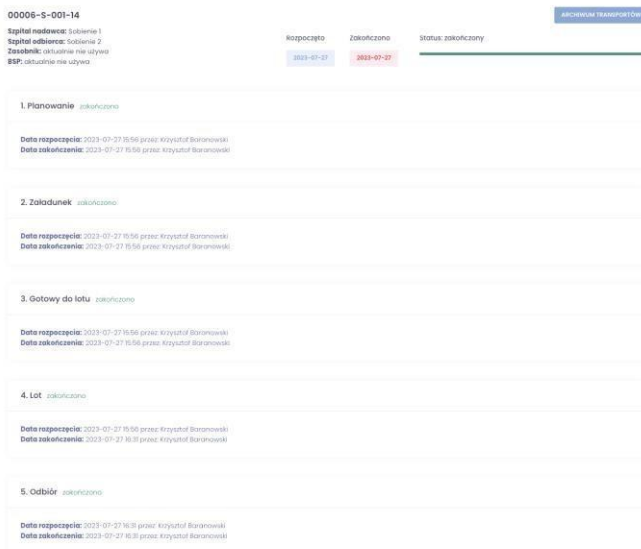 00006-S-001-14
ARCHIWUM TRANSPORTÓW
Szpital nadawca: Sobienie 1
Szpital odbiorca: Sobienie 2
Zasobnik: aktualnie nie używa
BSP: aktualnie nie używa
Rozpoczęto Zakończono Status: zakończony
2023-07-27 2023-07-27
1. Planowanie zakończono
Data rozpoczęcia: 2023-07-27 15:56 przez: Krzysztof Baranowski
Data zakończenia: 2023-07-27 15:56 przez: Krzysztof Baranowski
2. Załadunek zakończono
Data rozpoczęcia: 2023-07-27 15:56 przez: Krzysztof Baranowski
Data zakończenia: 2023-07-27 15:56 przez: Krzysztof Baranowski
3. Gotowy do lotu zakończono
Data rozpoczęcia: 2023-07-27 15:56 przez: Krzysztof Baranowski
Data zakończenia: 2023-07-27 15:56 przez: Krzysztof Baranowski
4. Lot zakończono
Data rozpoczęcia: 2023-07-27 15:56 przez: Krzysztof Baranowski
Data zakończenia: 2023-07-27 16:31 przez: Krzysztof Baranowski
5. Odbiór zakończono
Data rozpoczęcia: 2023-07-27 16:31 przez: Krzysztof Baranowski
Data zakończenia: 2023-07-27 16:31 przez: Krzysztof Baranowski